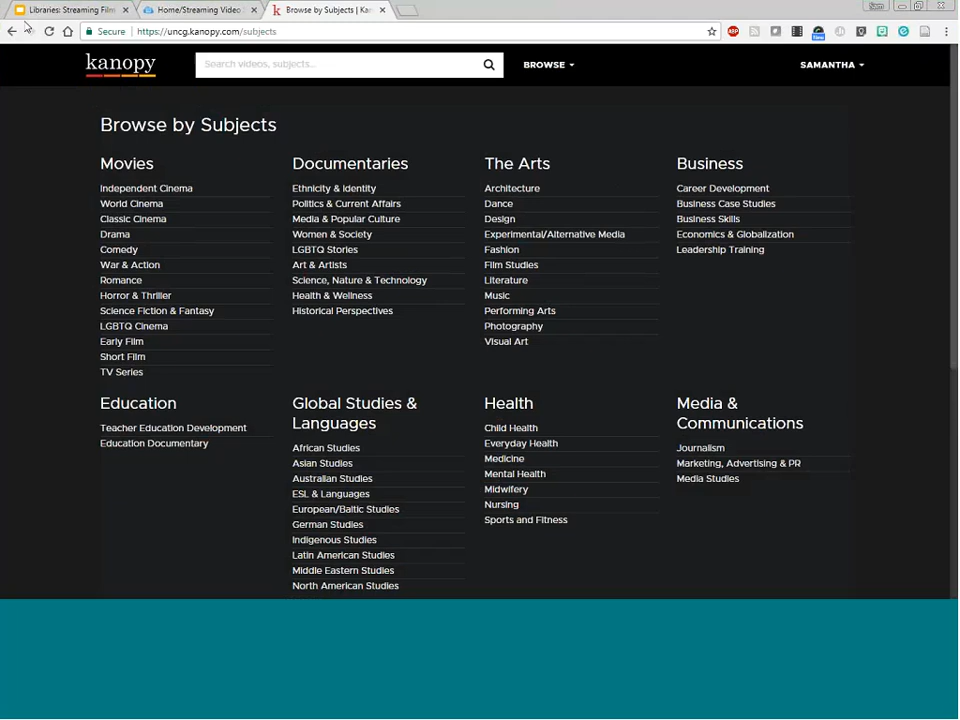 Libraries: Streaming Film
Home/Streaming Video
Browse by Subjects | Kan
Sam
Secure https://uncg.kanopy.com/subjects
ABP
New
kanopy
Search videos, subjects...
BROWSE
SAMANTHA
Browse by Subjects
Movies
Independent Cinema
World Cinema
Classic Cinema
Drama
Comedy
War & Action
Romance
Horror & Thriller
Science Fiction & Fantasy
LGBTQ Cinema
Early Film
Short Film
TV Series
Documentaries
Ethnicity & Identity
Politics & Current Affairs
Media & Popular Culture
Women & Society
LGBTQ Stories
Art & Artists
Science, Nature & Technology
Health & Wellness
Historical Perspectives
The Arts
Architecture
Dance
Design
Experimental/Alternative Media
Fashion
Film Studies
Literature
Music
Performing Arts
Photography
Visual Art
Business
Career Development
Business Case Studies
Business Skills
Economics & Globalization
Leadership Training
Education
Teacher Education Development
Education Documentary
Global Studies &
Languages
African Studies
Asian Studies
Australian Studies
ESL & Languages
European/Baltic Studies
German Studies
Indigenous Studies
Latin American Studies
Middle Eastern Studies
North American Studies
Health
Child Health
Everyday Health
Medicine
Mental Health
Midwifery
Nursing
Sports and Fitness
Media &
Communications
Journalism
Marketing, Advertising & PR
Media Studies